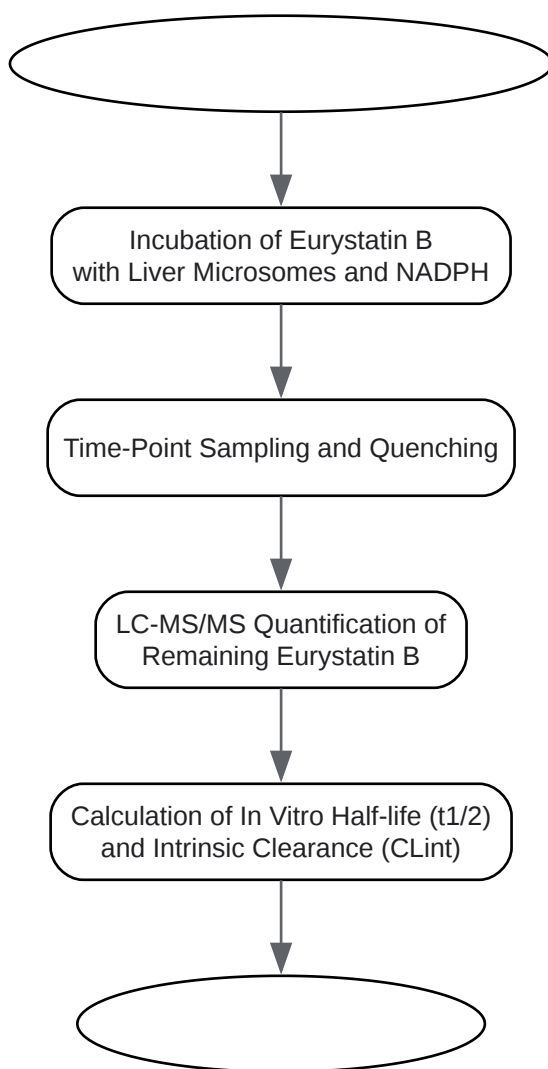 Incubation of Eurystatin B
with Liver Microsomes and NADPH
Time-Point Sampling and Quenching
LC-MS/MS Quantification of
Remaining Eurystatin B
Calculation of In Vitro Half-life (t1/2)
and Intrinsic Clearance (CLint)